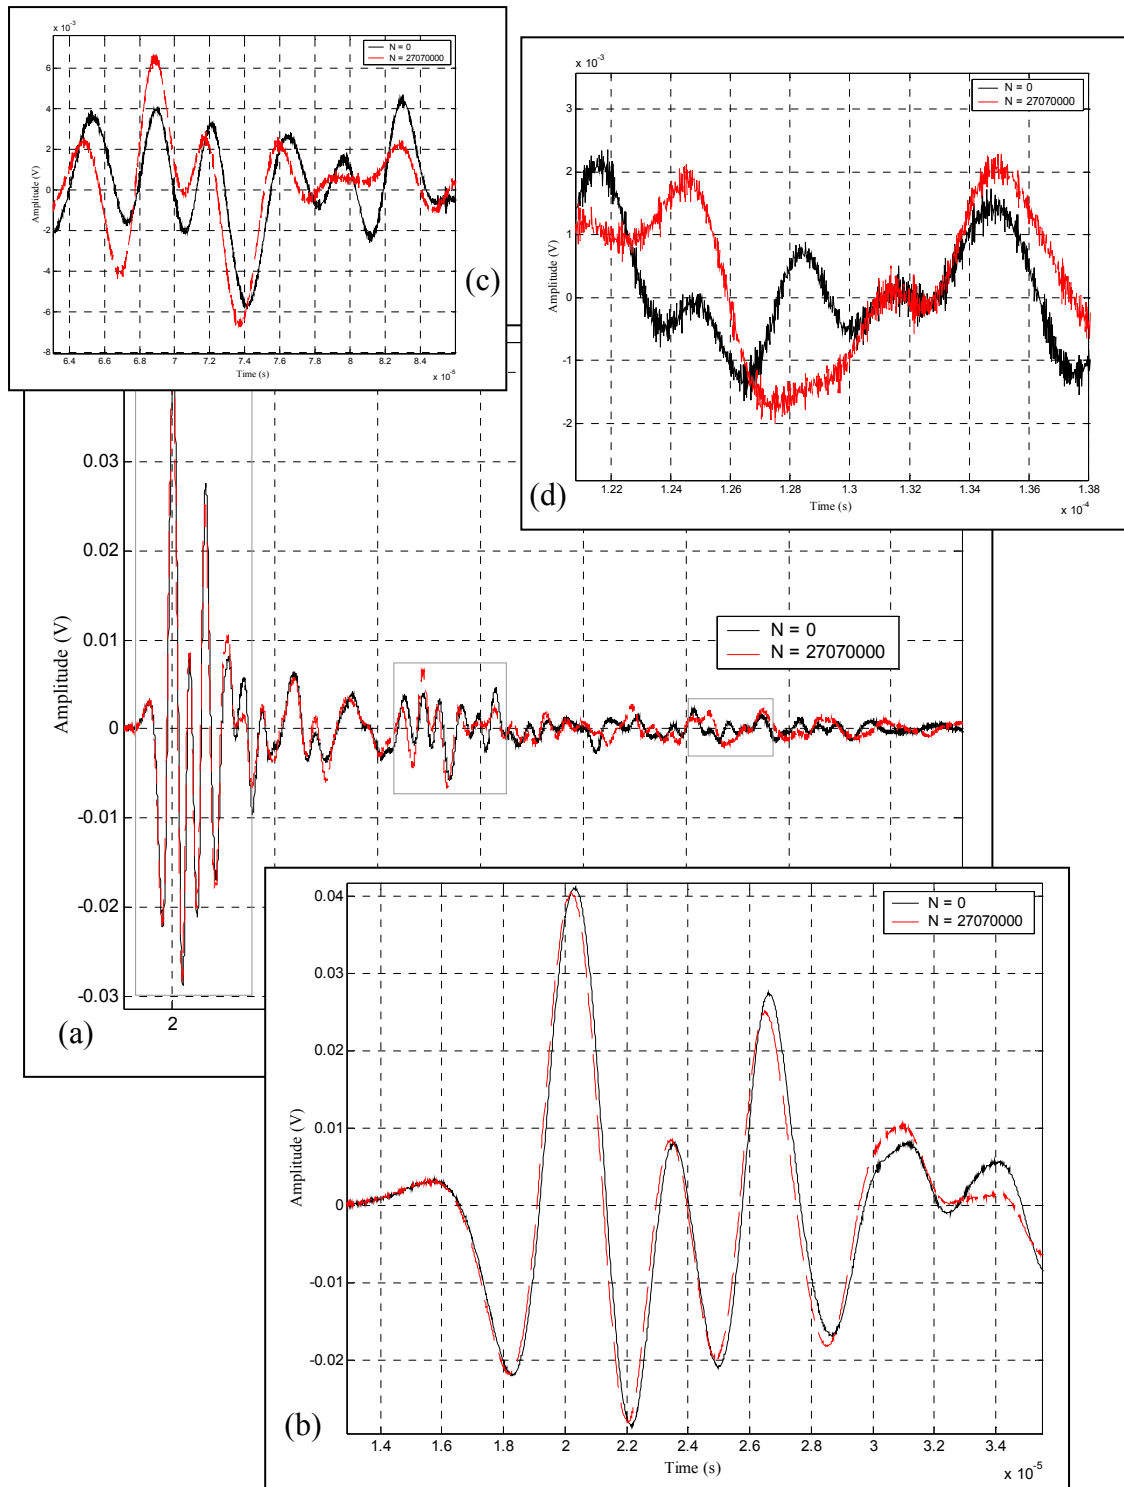 x 10-3
N = 0
N = 27070000
6
4
2
0
-2
-4
-6
-8
Amplitude (V)
6.4 6.6 6.8 7 7.2 7.4 7.6 7.8 8 8.2 8.4
Time (s)
x 10-5
(c)
x 10-3
N = 0
N = 27070000
3
2
1
0
-1
-2
Amplitude (V)
1.22 1.24 1.26 1.28 1.3 1.32 1.34 1.36 1.38
Time (s)
x 10-4
(d)
0.03
0.02
0.01
0
-0.01
-0.02
-0.03
Amplitude (V)
N = 0
N = 27070000
2
(a)
0.04
0.03
0.02
0.01
0
-0.01
-0.02
Amplitude (V)
N = 0
N = 27070000
1.4 1.6 1.8 2 2.2 2.4 2.6 2.8 3 3.2 3.4
Time (s)
x 10-5
(b)